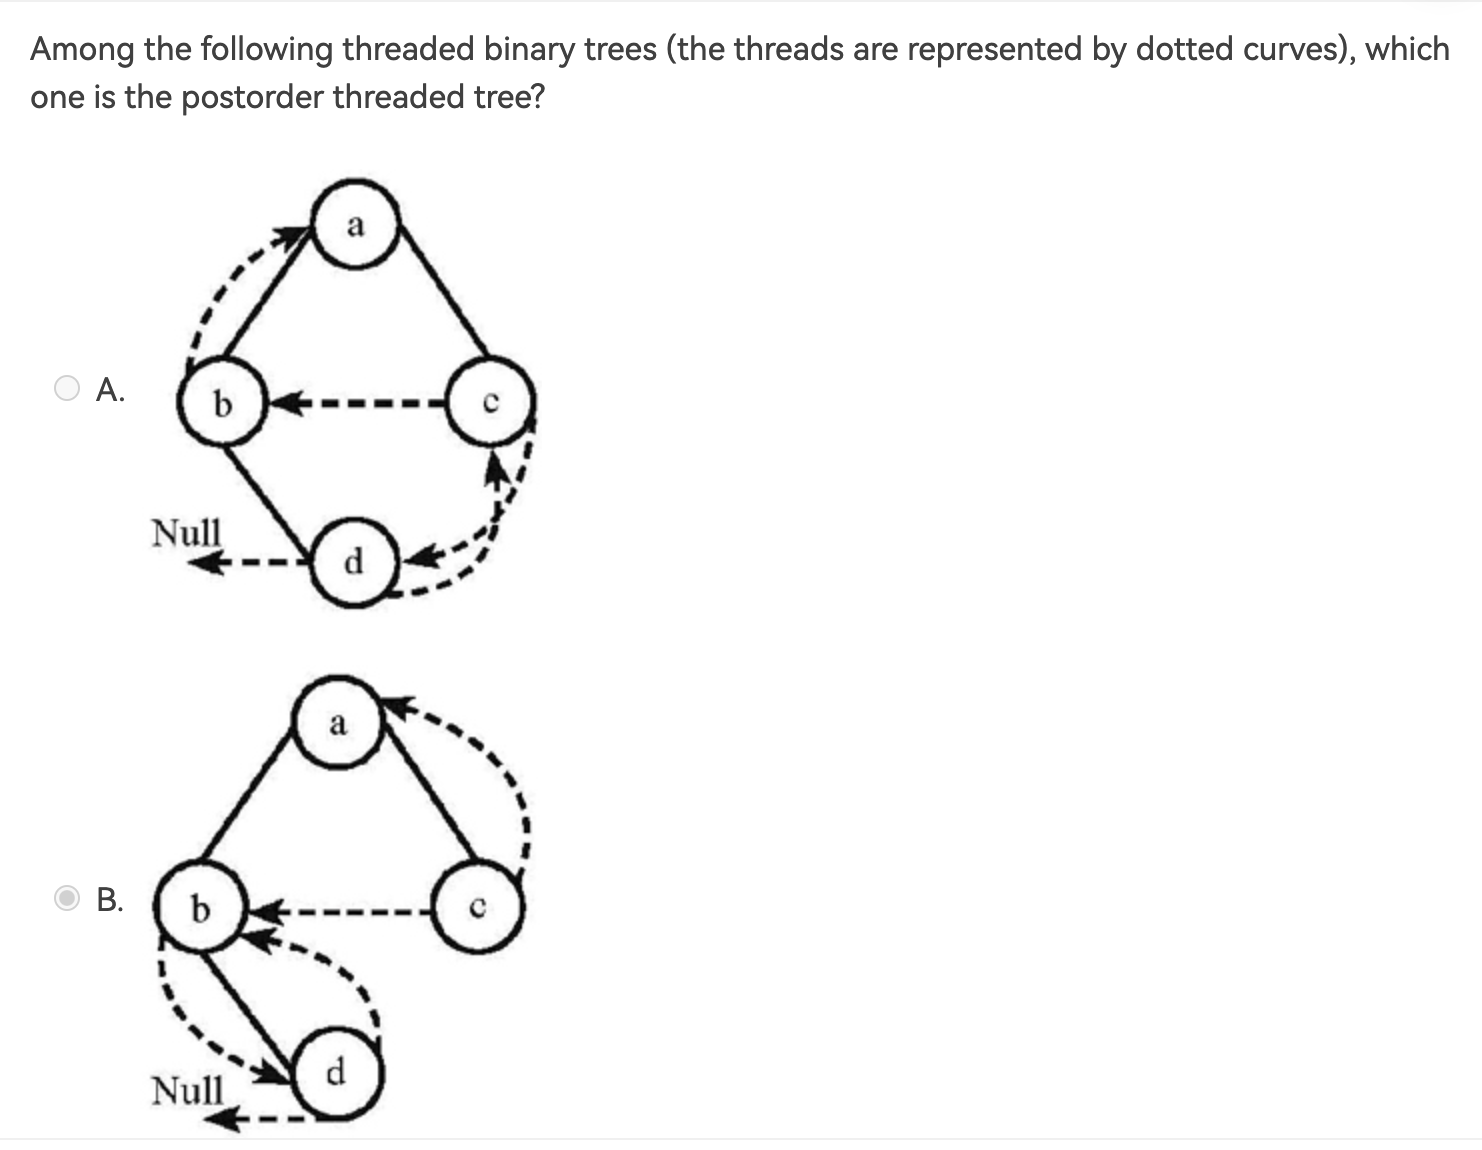 Among the following threaded binary trees (the threads are represented by dotted curves), which
one is the postorder threaded tree?
a
A.
b
c
Null
d
a
B.
b
c
d
Null